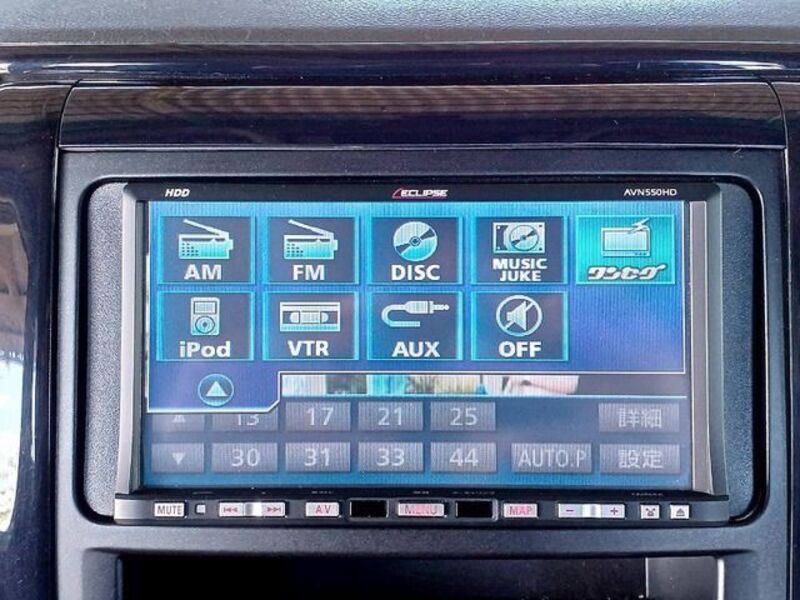 HDD ECLIPSE AVN550HD
AM FM DISC MUSIC JUKE ワンセグ
iPod VTR AUX OFF
13 17 21 25 詳細
30 31 33 44 AUTO.P 設定
MUTE AV MENU MAP - +